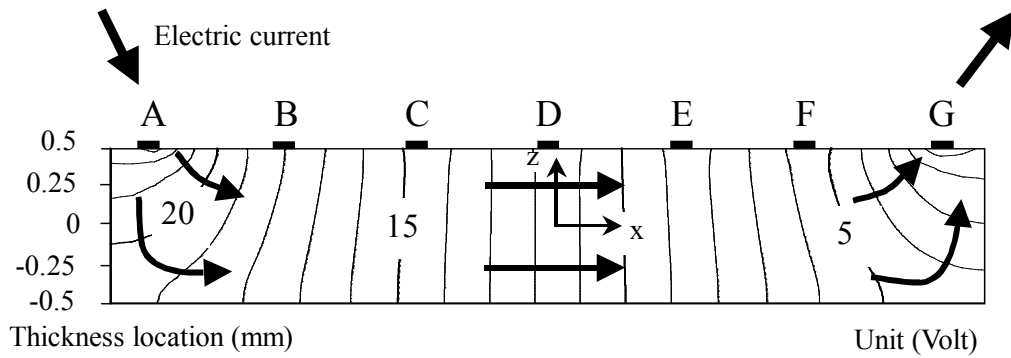 Electric current
A B C D E F G
0.5
z
0.25
20 15 5
0
x
-0.25
-0.5
Thickness location (mm) Unit (Volt)